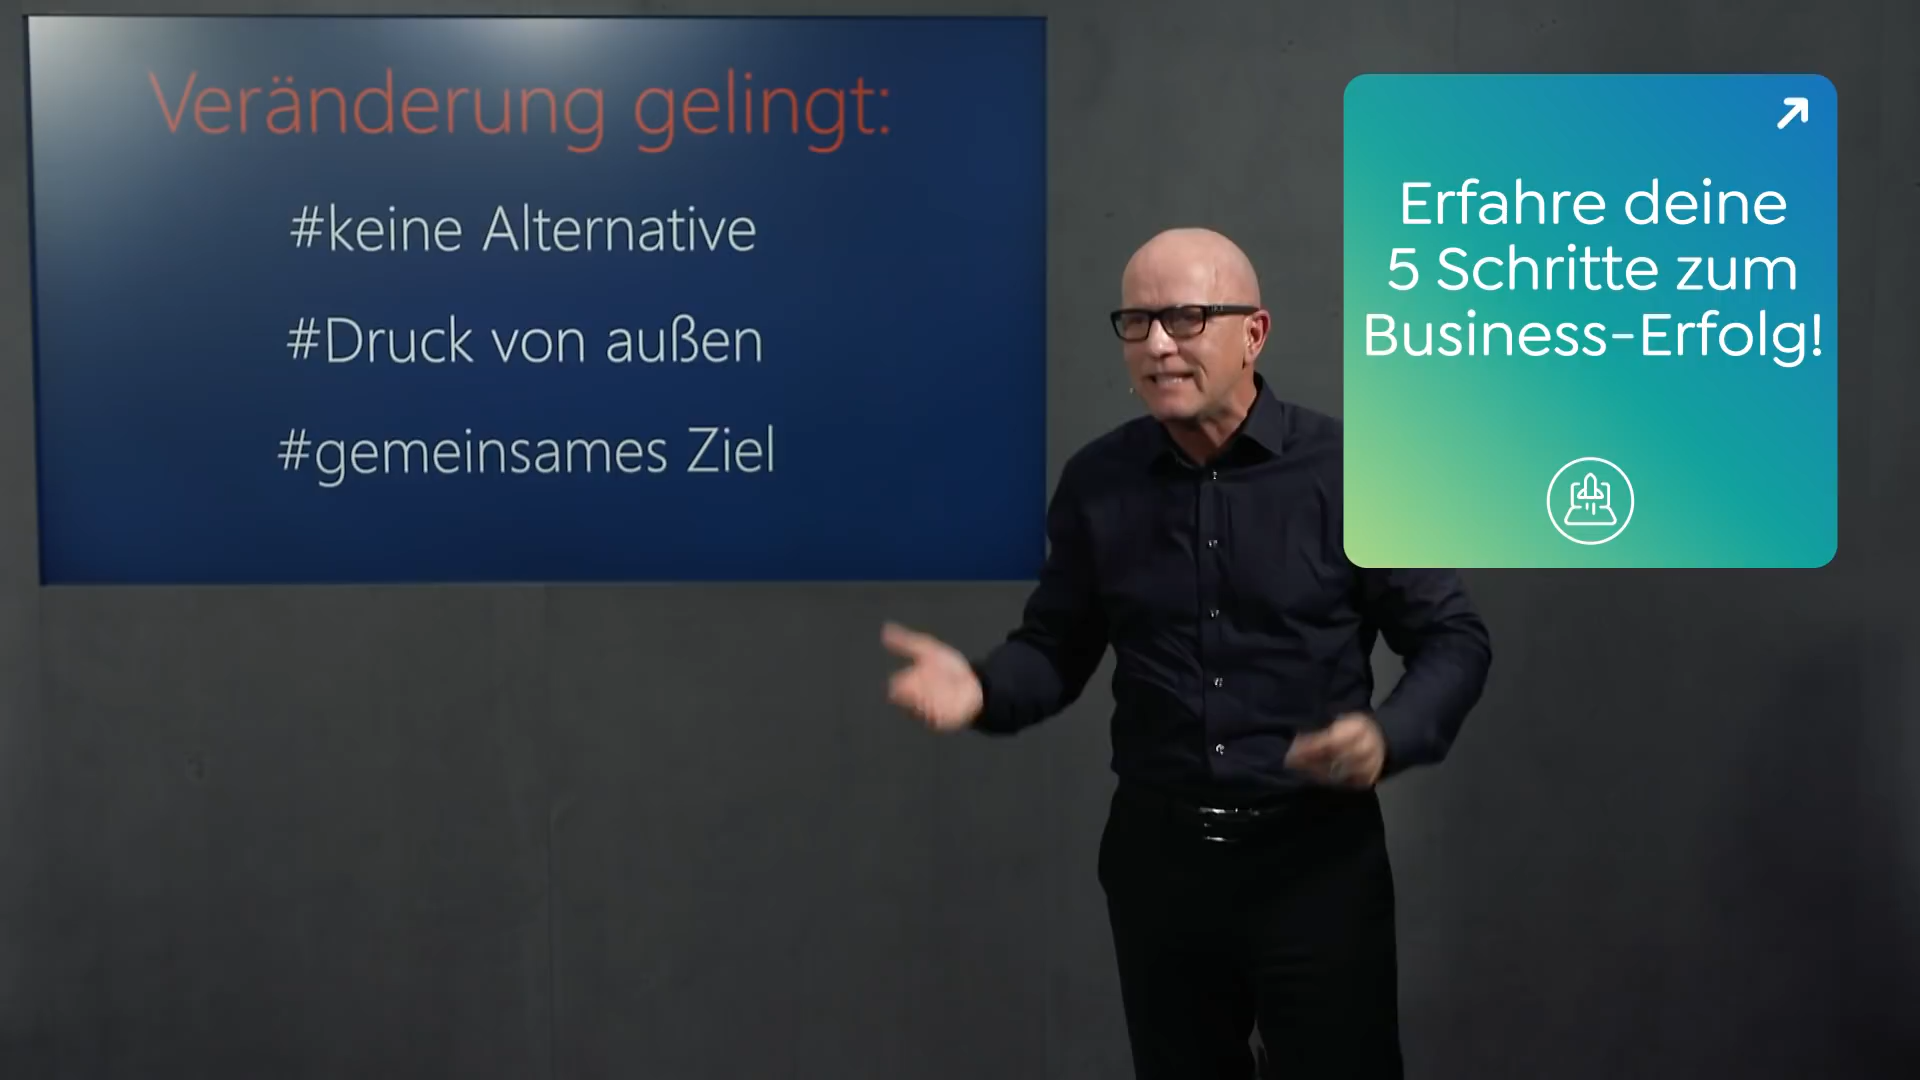 Veränderung gelingt:
#keine Alternative
#Druck von außen
#gemeinsames Ziel
Erfahre deine
5 Schritte zum
Business-Erfolg!